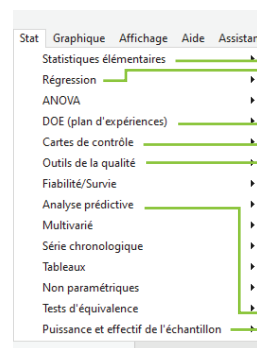 Stat Graphique Affichage Aide
Statistiques élémentaires
Régression
ANOVA
DOE (plan d'expériences)
Cartes de contrôle
Outils de la qualité
Fiabilité/Survie
Analyse prédictive
Multivarié
Série chronologique
Tableaux
Non paramétriques
Tests d'équivalence
Puissance et effectif de l'échantillon